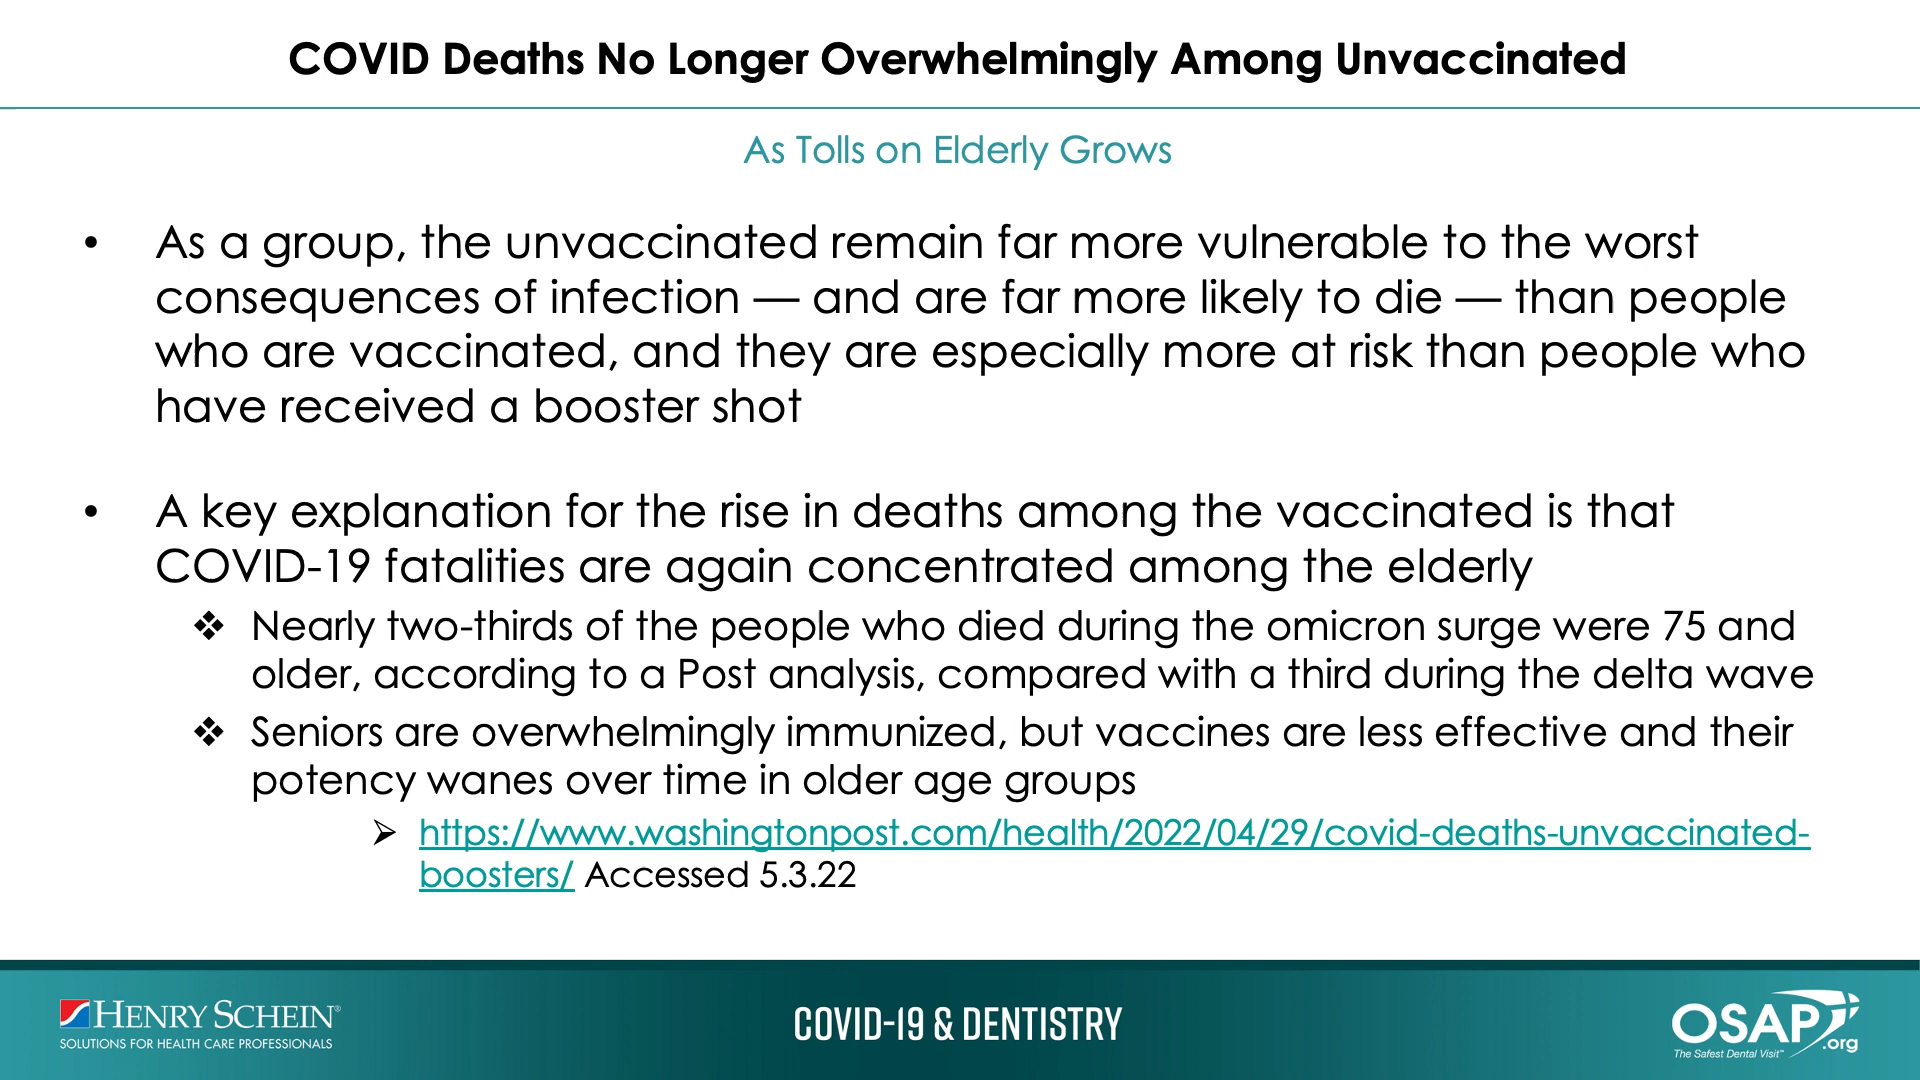 COVID Deaths No Longer Overwhelmingly Among Unvaccinated
As Tolls on Elderly Grows
• As a group, the unvaccinated remain far more vulnerable to the worst
consequences of infection — and are far more likely to die — than people
who are vaccinated, and they are especially more at risk than people who
have received a booster shot
• A key explanation for the rise in deaths among the vaccinated is that
COVID-19 fatalities are again concentrated among the elderly
❖ Nearly two-thirds of the people who died during the omicron surge were 75 and
older, according to a Post analysis, compared with a third during the delta wave
❖ Seniors are overwhelmingly immunized, but vaccines are less effective and their
potency wanes over time in older age groups
➢ https://www.washingtonpost.com/health/2022/04/29/covid-deaths-unvaccinated-
boosters/ Accessed 5.3.22
HENRY SCHEIN®
SOLUTIONS FOR HEALTH CARE PROFESSIONALS
COVID-19 & DENTISTRY
OSAP
.org
The Safest Dental Visit™